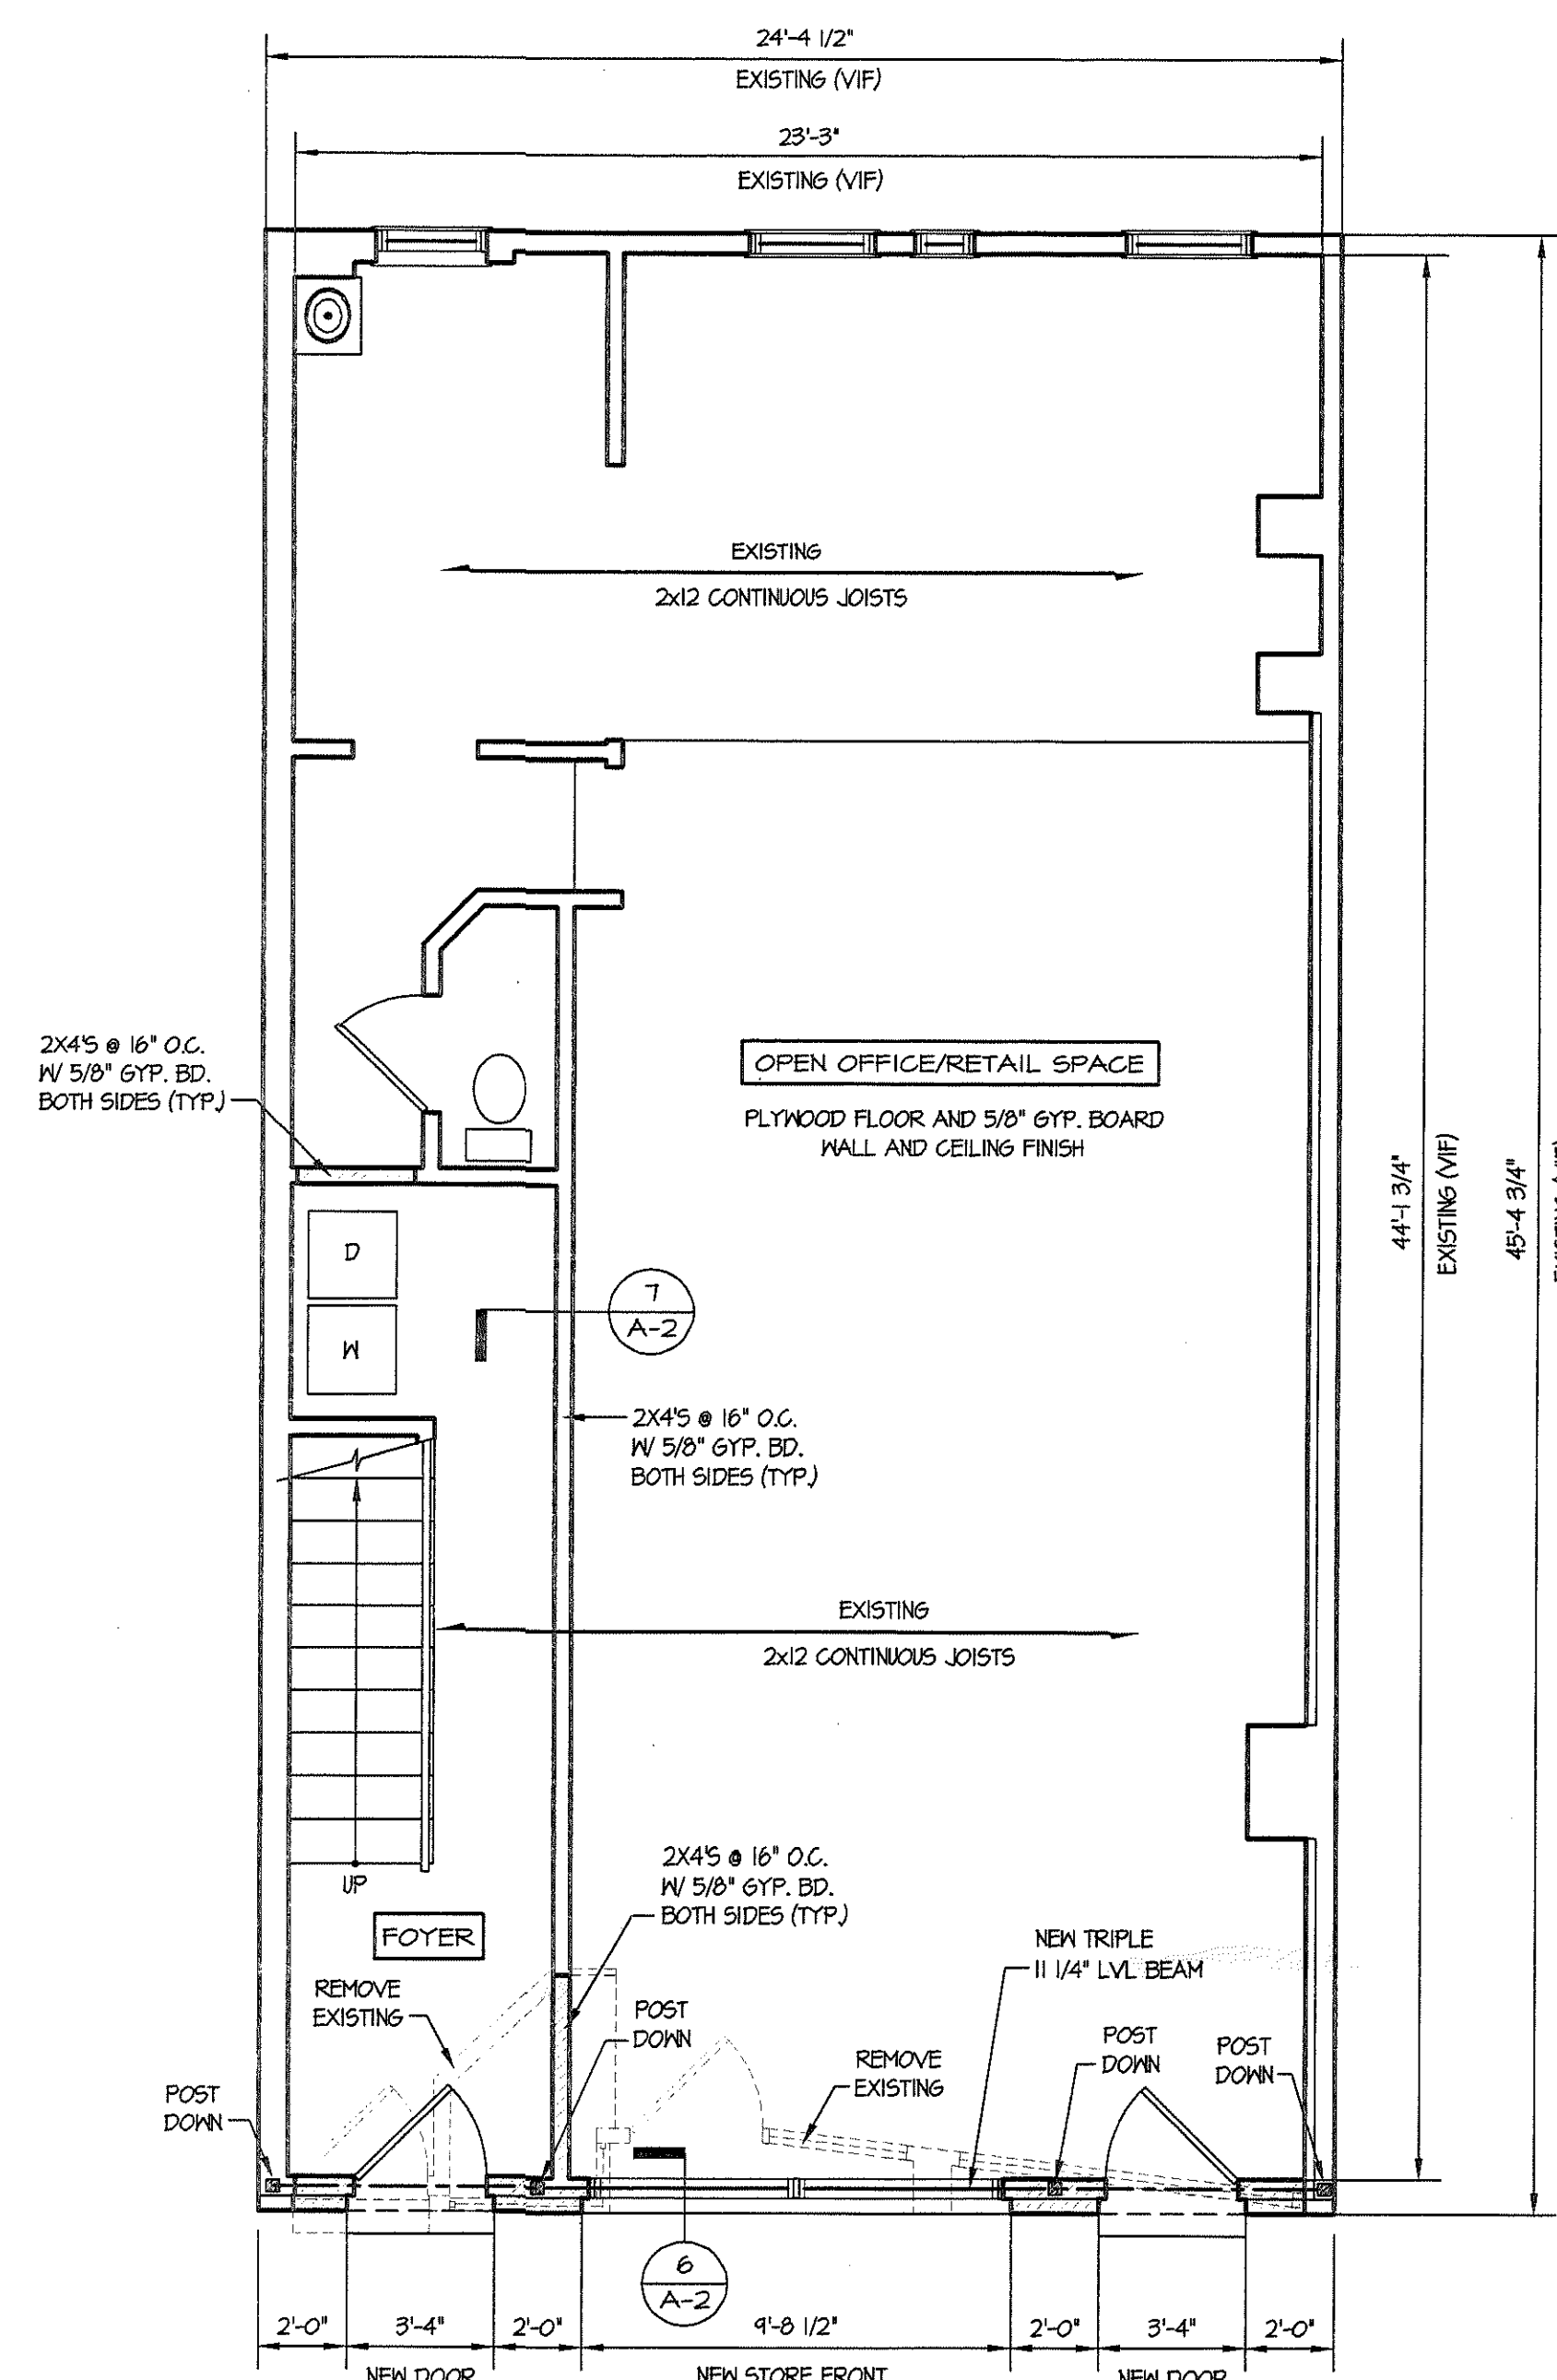 24'-4 1/2"
EXISTING (VIF)
23'-3"
EXISTING (VIF)
EXISTING
2x12 CONTINUOUS JOISTS
2X4'S @ 16" O.C.
W/ 5/8" GYP. BD.
BOTH SIDES (TYP.)
OPEN OFFICE/RETAIL SPACE
PLYWOOD FLOOR AND 5/8" GYP. BOARD
WALL AND CEILING FINISH
44'-1 3/4"
EXISTING (VIF)
45'-4 3/4"
D
W
7
A-2
2X4'S @ 16" O.C.
W/ 5/8" GYP. BD.
BOTH SIDES (TYP.)
EXISTING
2x12 CONTINUOUS JOISTS
UP
FOYER
2X4'S @ 16" O.C.
W/ 5/8" GYP. BD.
BOTH SIDES (TYP.)
NEW TRIPLE
11 1/4" LVL BEAM
REMOVE
EXISTING
POST
DOWN
REMOVE
EXISTING
POST
DOWN
POST
DOWN
POST
DOWN
6
A-2
2'-0"
3'-4"
2'-0"
9'-8 1/2"
2'-0"
3'-4"
2'-0"
NEW DOOR
NEW STORE FRONT
NEW DOOR